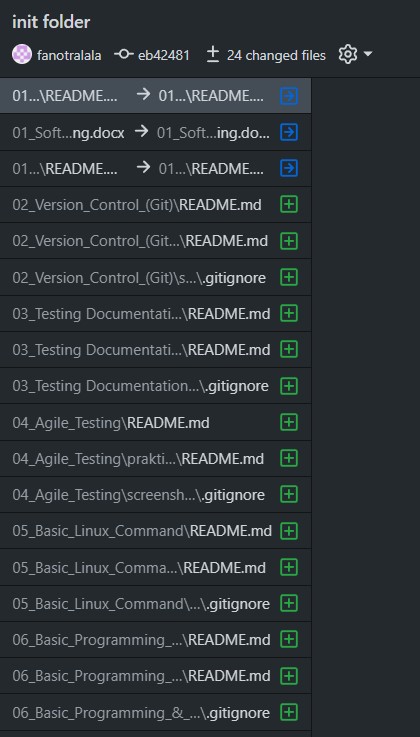 init folder
fanotralala eb42481 24 changed files
01...\README.... → 01...\README....
01_Soft...ng.docx → 01_Soft...ing.do...
01...\README.... → 01...\README....
02_Version_Control_(Git)\README.md
02_Version_Control_(Git...\README.md
02_Version_Control_(Git)\s...\.gitignore
03_Testing Documentati...\README.md
03_Testing Documentati...\README.md
03_Testing Documentation...\.gitignore
04_Agile_Testing\README.md
04_Agile_Testing\prakti...\README.md
04_Agile_Testing\screensh...\.gitignore
05_Basic_Linux_Command\README.md
05_Basic_Linux_Comma...\README.md
05_Basic_Linux_Command\...\.gitignore
06_Basic_Programming_...\README.md
06_Basic_Programming_...\README.md
06_Basic_Programming_&_...\.gitignore